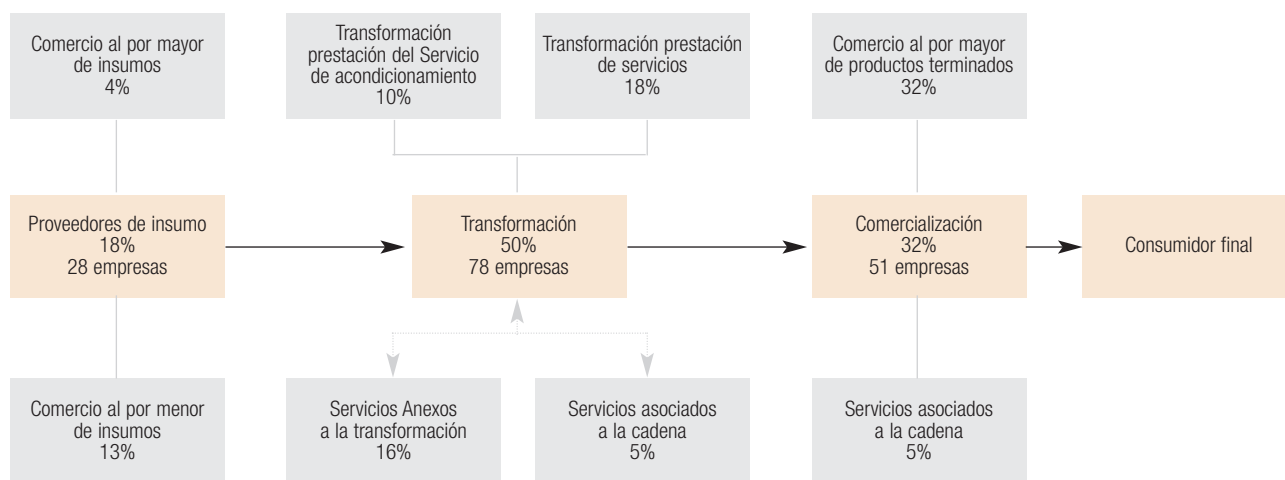 Comercio al por mayor
de insumos
4%
Transformación
prestación del Servicio
de acondicionamiento
10%
Transformación prestación
de servicios
18%
Comercio al por mayor
de productos terminados
32%
Proveedores de insumo
18%
28 empresas
Transformación
50%
78 empresas
Comercialización
32%
51 empresas
Consumidor final
Comercio al por menor
de insumos
13%
Servicios Anexos
a la transformación
16%
Servicios asociados
a la cadena
5%
Servicios asociados
a la cadena
5%